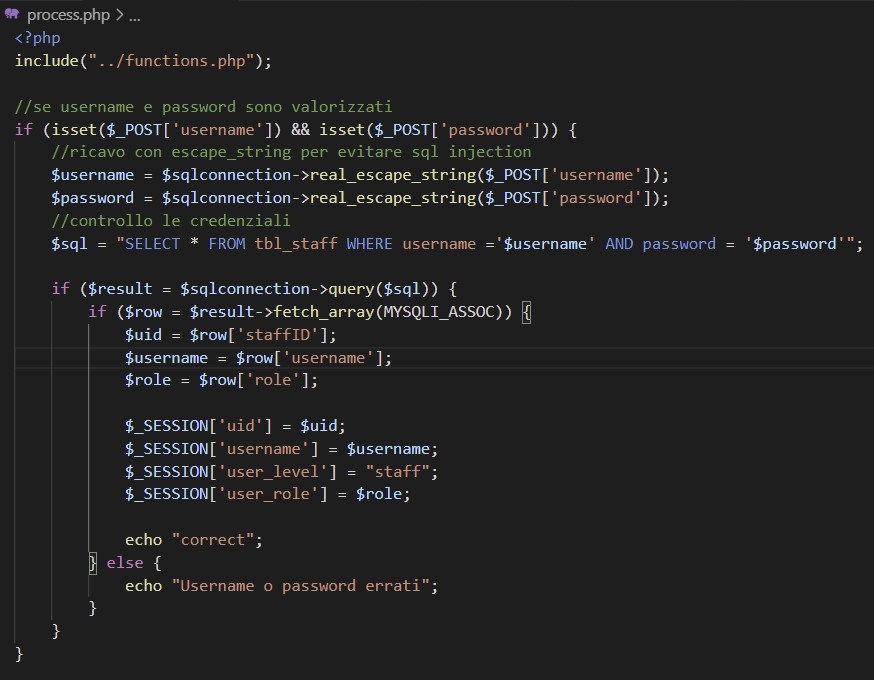 process.php > ...
<?php
include("../functions.php");
//se username e password sono valorizzati
if (isset($_POST['username']) && isset($_POST['password'])) {
//ricavo con escape_string per evitare sql injection
$username = $sqlconnection->real_escape_string($_POST['username']);
$password = $sqlconnection->real_escape_string($_POST['password']);
//controllo le credenziali
$sql = "SELECT * FROM tbl_staff WHERE username ='$username' AND password = '$password'";
if ($result = $sqlconnection->query($sql)) {
if ($row = $result->fetch_array(MYSQLI_ASSOC)) {
$uid = $row['staffID'];
$username = $row['username'];
$role = $row['role'];
$_SESSION['uid'] = $uid;
$_SESSION['username'] = $username;
$_SESSION['user_level'] = "staff";
$_SESSION['user_role'] = $role;
echo "correct";
} else {
echo "Username o password errati";
}
}
}